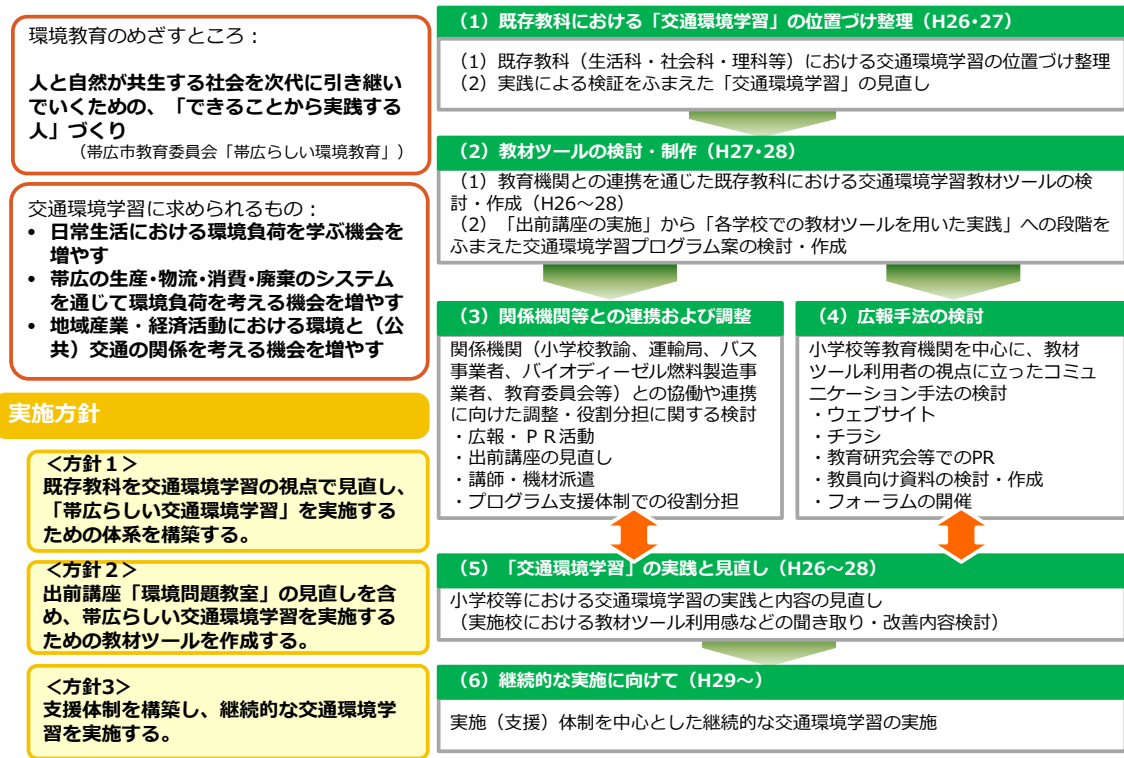 環境教育のめざすところ：
人と自然が共生する社会を次代に引き継い
でいくための、「できることから実践する
人」づくり
（帯広市教育委員会「帯広らしい環境教育」）
交通環境学習に求められるもの：
• 日常生活における環境負荷を学ぶ機会を
増やす
• 帯広の生産・物流・消費・廃棄のシステム
を通じて環境負荷を考える機会を増やす
• 地域産業・経済活動における環境と（公
共）交通の関係を考える機会を増やす
実施方針
＜方針１＞
既存教科を交通環境学習の視点で見直し、
「帯広らしい交通環境学習」を実施する
ための体系を構築する。
＜方針２＞
出前講座「環境問題教室」の見直しを含
め、帯広らしい交通環境学習を実施する
ための教材ツールを作成する。
＜方針3＞
支援体制を構築し、継続的な交通環境学
習を実施する。
（1）既存教科における「交通環境学習」の位置づけ整理（H26・27）
（1）既存教科（生活科・社会科・理科等）における交通環境学習の位置づけ整理
（2）実践による検証をふまえた「交通環境学習」の見直し
（2）教材ツールの検討・制作（H27・28）
（1）教育機関との連携を通じた既存教科における交通環境学習教材ツールの検
討・作成（H26～28）
（2）「出前講座の実施」から「各学校での教材ツールを用いた実践」への段階を
ふまえた交通環境学習プログラム案の検討・作成
（3）関係機関等との連携および調整
関係機関（小学校教諭、運輸局、バス
事業者、バイオディーゼル燃料製造事
業者、教育委員会等）との協働や連携
に向けた調整・役割分担に関する検討
・広報・ＰＲ活動
・出前講座の見直し
・講師・機材派遣
・プログラム支援体制での役割分担
（4）広報手法の検討
小学校等教育機関を中心に、教材
ツール利用者の視点に立ったコミュ
ニケーション手法の検討
・ウェブサイト
・チラシ
・教育研究会等でのPR
・教員向け資料の検討・作成
・フォーラムの開催
（5）「交通環境学習」の実践と見直し（H26～28）
小学校等における交通環境学習の実践と内容の見直し
（実施校における教材ツール利用感などの聞き取り・改善内容検討）
（6）継続的な実施に向けて（H29～）
実施（支援）体制を中心とした継続的な交通環境学習の実施